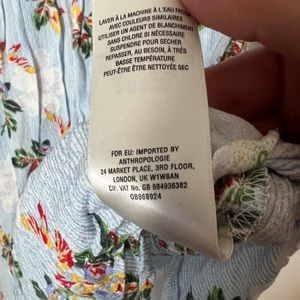 LAVER À LA MACHINE À L'EAU FROIDE
AVEC COULEURS SIMILAIRES
UTILISER UN AGENT DE BLANCHIMENT
SANS CHLORE SI NÉCESSAIRE
SUSPENDRE POUR SÉCHER
REPASSER, AU BESOIN, À TRÈS
BASSE TEMPÉRATURE
PEUT-ÊTRE ÊTRE NETTOYÉE SEC
FOR EU: IMPORTED BY
ANTHROPOLOGIE
24 MARKET PLACE, 3RD FLOOR,
LONDON, UK W1W8AN
CIF: VAT No. GB 684936382
OB968924